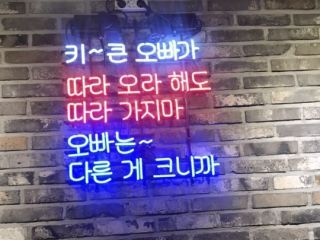 키~큰 오빠가
따라 오라 해도
따라 가지마
오빠는~
다른 게 크니까